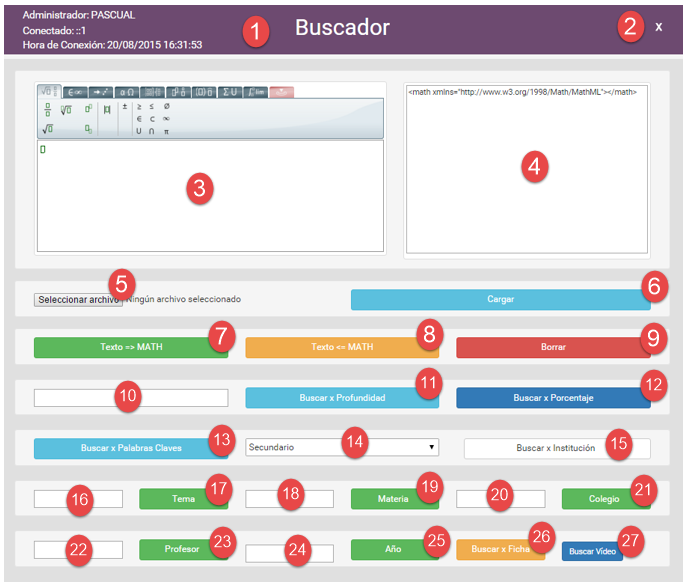 Administrador: PASCUAL
Conectado: ::1
Hora de Conexión: 20/08/2015 16:31:53
1
Buscador
2
x
± ≥ ≤ ∅
∈ ⊂ ∞
∪ ∩ π
3
<math xmlns="http://www.w3.org/1998/Math/MathML"></math>
4
5
Seleccionar archivo Ningún archivo seleccionado
Cargar
6
Texto => MATH
7
Texto <= MATH
8
Borrar
9
10
Buscar x Profundidad
11
Buscar x Porcentaje
12
Buscar x Palabras Claves
13
Secundario
14
Buscar x Institución
15
16
Tema
17
18
Materia
19
20
Colegio
21
22
Profesor
23
24
Año
25
Buscar x Ficha
26
Buscar Vídeo
27